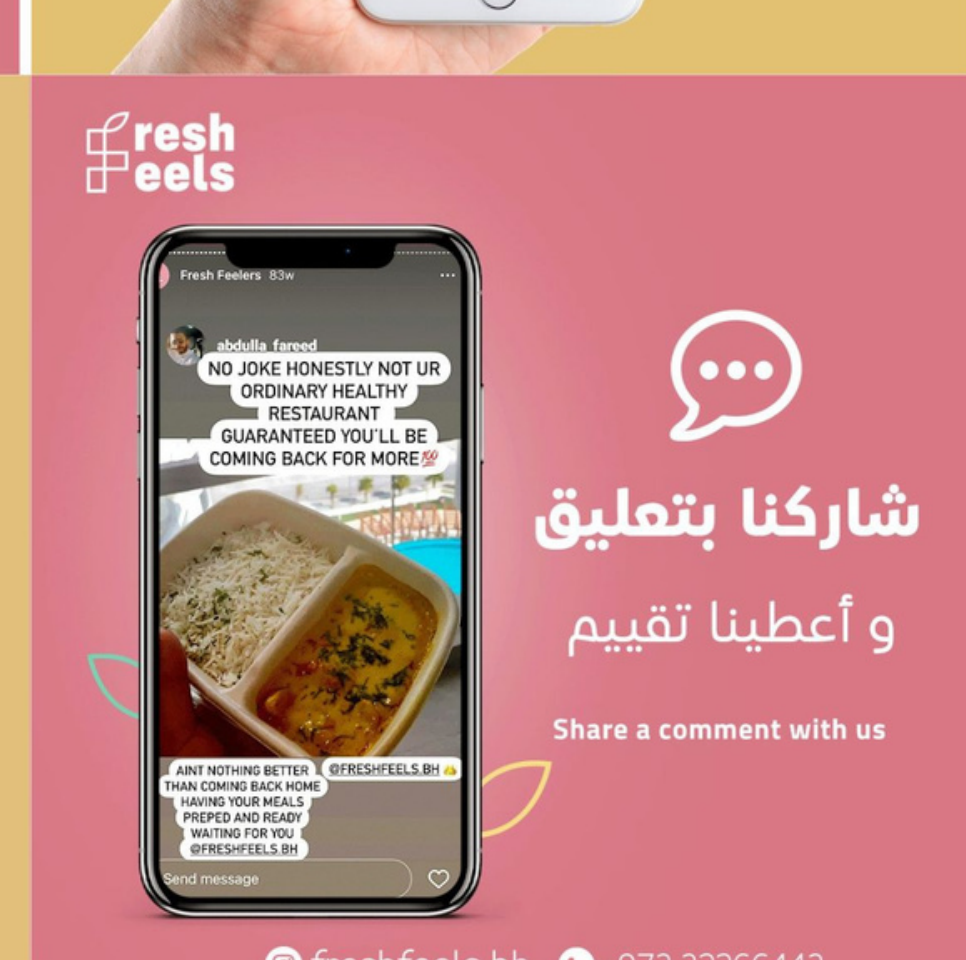 Fresh
Feels
Fresh Feelers 83w
abdulla_fareed
NO JOKE HONESTLY NOT UR
ORDINARY HEALTHY
RESTAURANT
GUARANTEED YOU'LL BE
COMING BACK FOR MORE💯
AINT NOTHING BETTER
THAN COMING BACK HOME
HAVING YOUR MEALS
PREPED AND READY
WAITING FOR YOU
@FRESHFEELS.BH
@FRESHFEELS.BH
Send message
شاركنا بتعليق
و أعطينا تقييم
Share a comment with us
freshfeels.bh